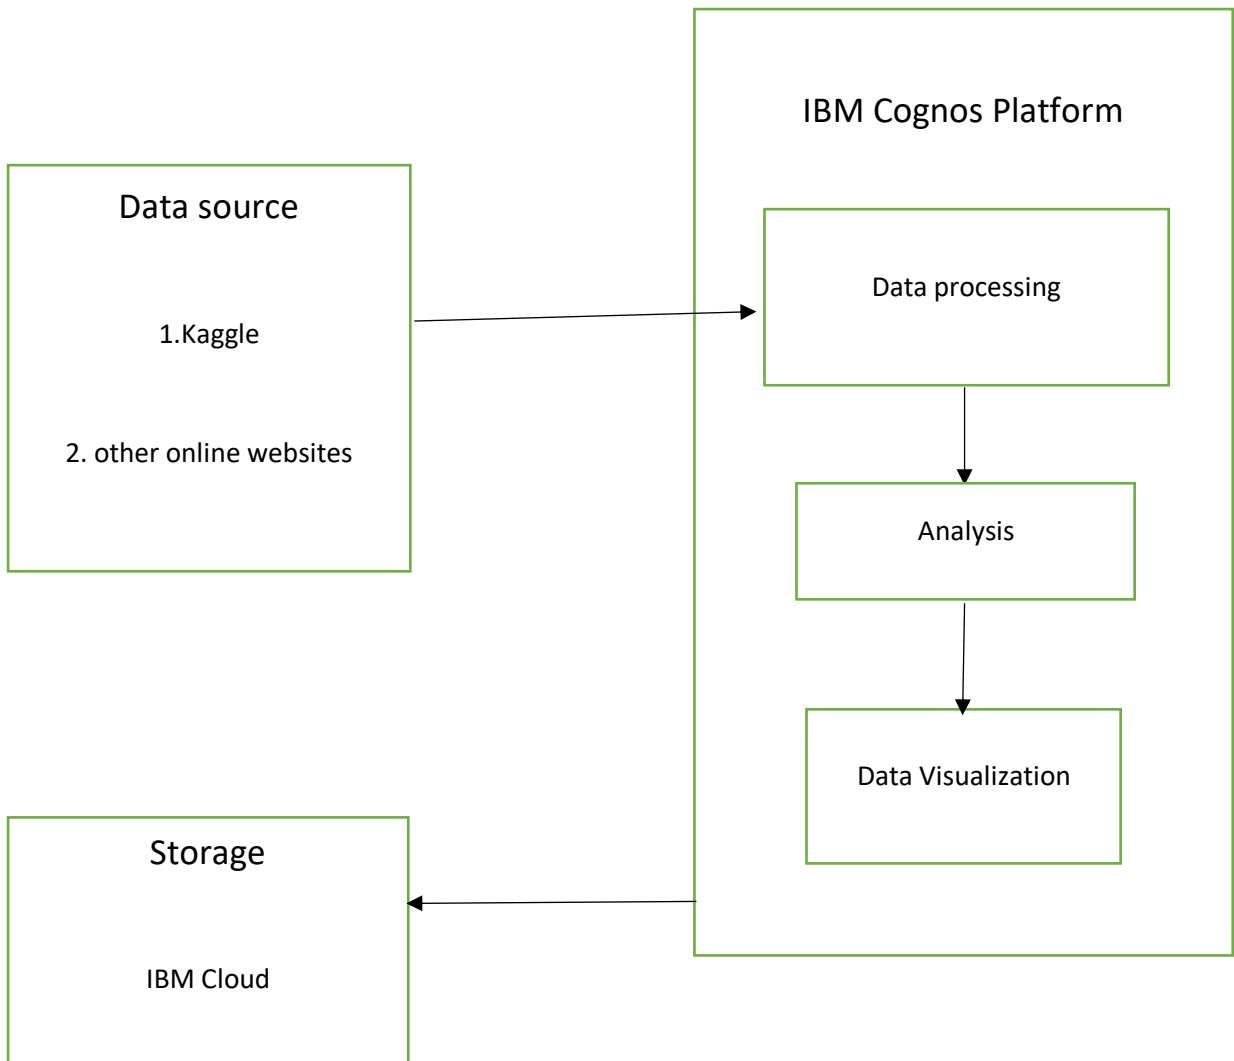 IBM Cognos Platform
Data source
1.Kaggle
2. other online websites
Data processing
Analysis
Data Visualization
Storage
IBM Cloud